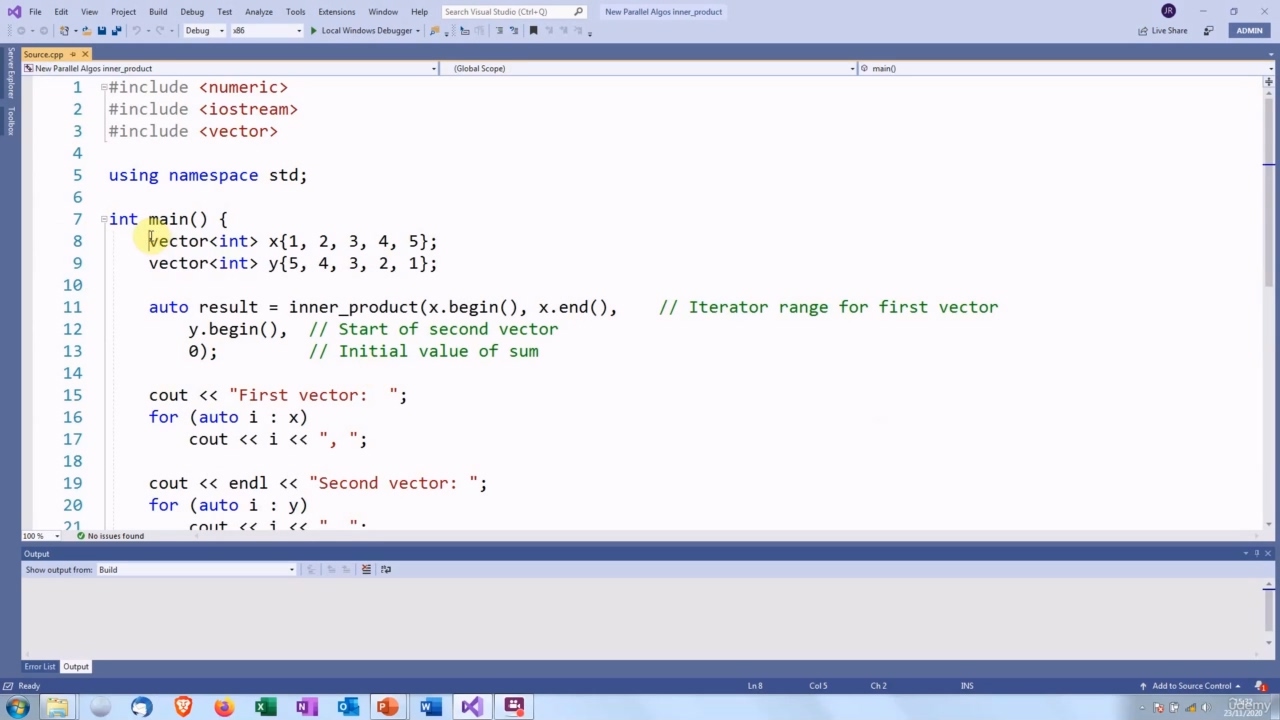 File Edit View Project Build Debug Test Analyze Tools Extensions Window Help Search Visual Studio (Ctrl+Q) New Parallel Algos inner_product JR
Debug x86 Local Windows Debugger Live Share ADMIN
Source.cpp
New Parallel Algos inner_product (Global Scope) main()
Server Explorer
Toolbox
1 #include <numeric>
2 #include <iostream>
3 #include <vector>
4
5 using namespace std;
6
7 int main() {
8 vector<int> x{1, 2, 3, 4, 5};
9 vector<int> y{5, 4, 3, 2, 1};
10
11 auto result = inner_product(x.begin(), x.end(), // Iterator range for first vector
12 y.begin(), // Start of second vector
13 0); // Initial value of sum
14
15 cout << "First vector: ";
16 for (auto i : x)
17 cout << i << ", ";
18
19 cout << endl << "Second vector: ";
20 for (auto i : y)
21 cout << i << ", ";
100 % No issues found
Output
Show output from: Build
Error List Output
Ready Ln 8 Col 5 Ch 2 INS Add to Source Control 1
udemy
23/11/2020